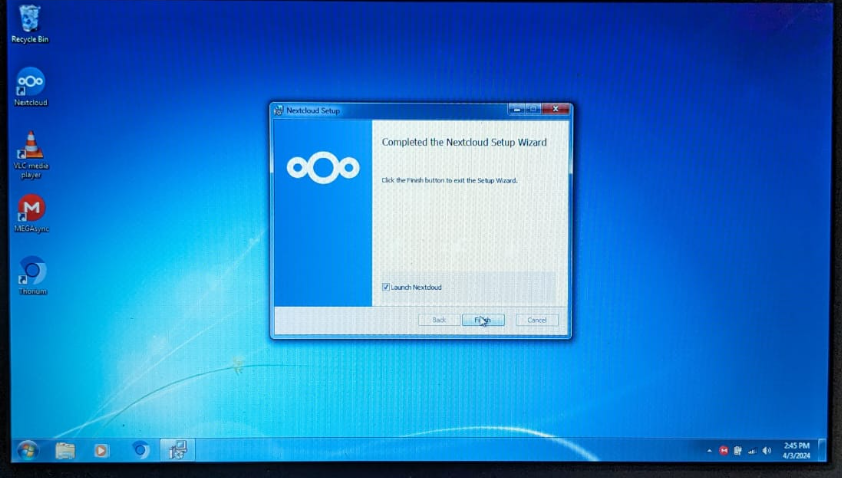 Recycle Bin
Nextcloud
VLC media
player
MEGAsync
Thorium
Nextcloud Setup
Completed the Nextcloud Setup Wizard
Click the Finish button to exit the Setup Wizard.
Launch Nextcloud
Back
Finish
Cancel
2:45 PM
4/3/2024